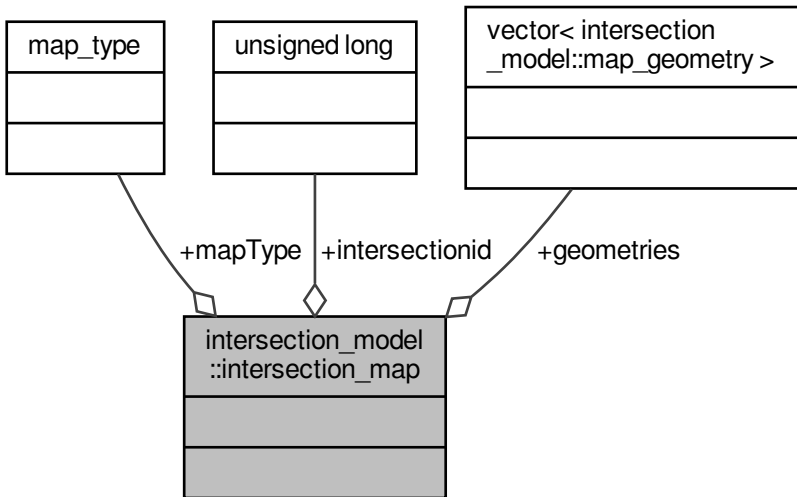 map_type
unsigned long
vector< intersection
_model::map_geometry >
+mapType
+intersectionid
+geometries
intersection_model
::intersection_map